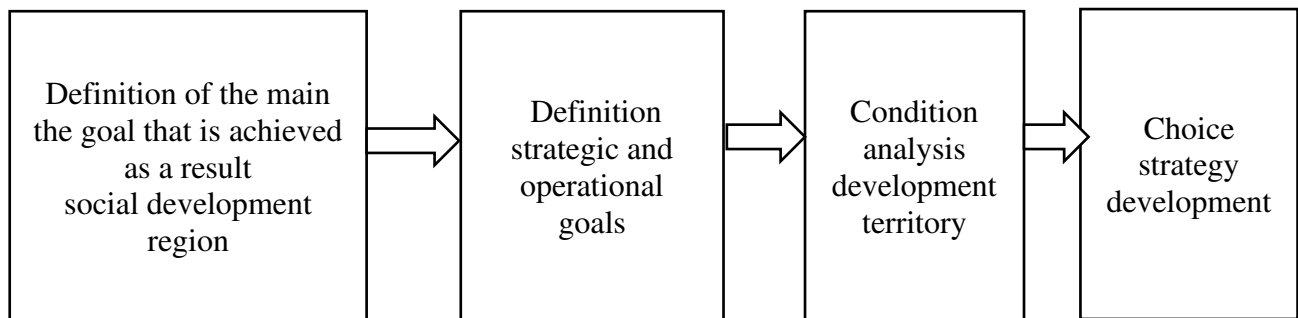 Definition of the main
the goal that is achieved
as a result
social development
region
Definition
strategic and
operational
goals
Condition
analysis
development
territory
Choice
strategy
development